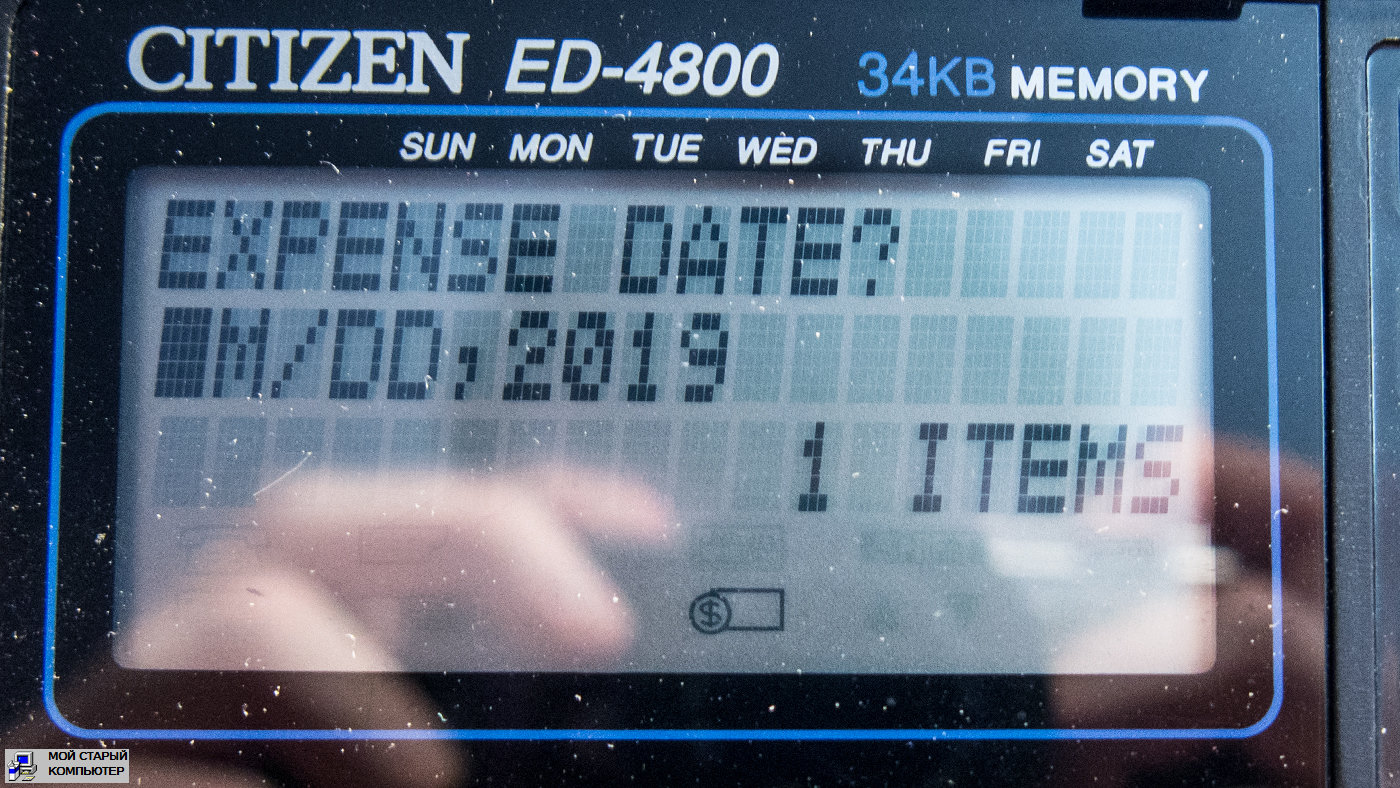 CITIZEN ED-4800 34KB MEMORY
SUN MON TUE WED THU FRI SAT
EXPENSE DATE?
█M/DD,2019
1 ITEMS
$
МОЙ СТАРЫЙ
КОМПЬЮТЕР